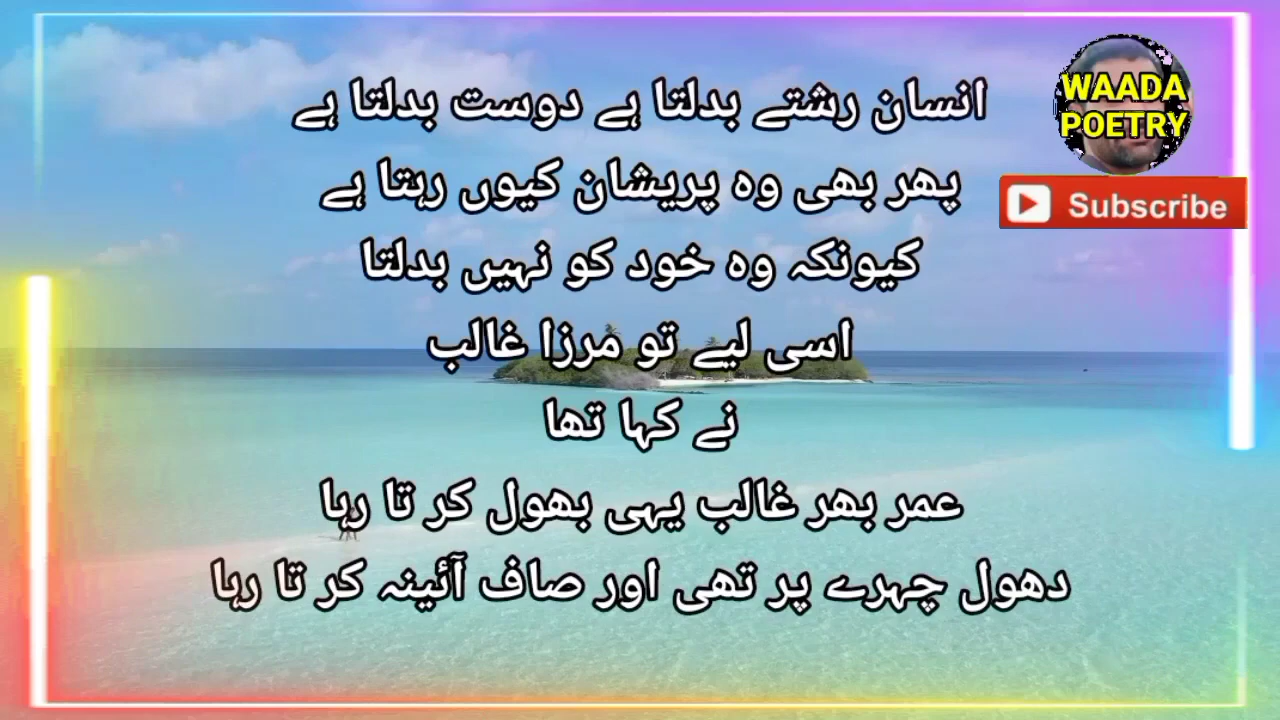 انسان رشتے بدلتا ہے دوست بدلتا ہے
پھر بھی وہ پریشان کیوں رہتا ہے
کیونکہ وہ خود کو نہیں بدلتا
اسی لیے تو مرزا غالب
نے کہا تھا
عمر بھر غالب یہی بھول کر تا رہا
دھول چہرے پر تھی اور صاف آئینہ کر تا رہا
WAADA
POETRY
Subscribe